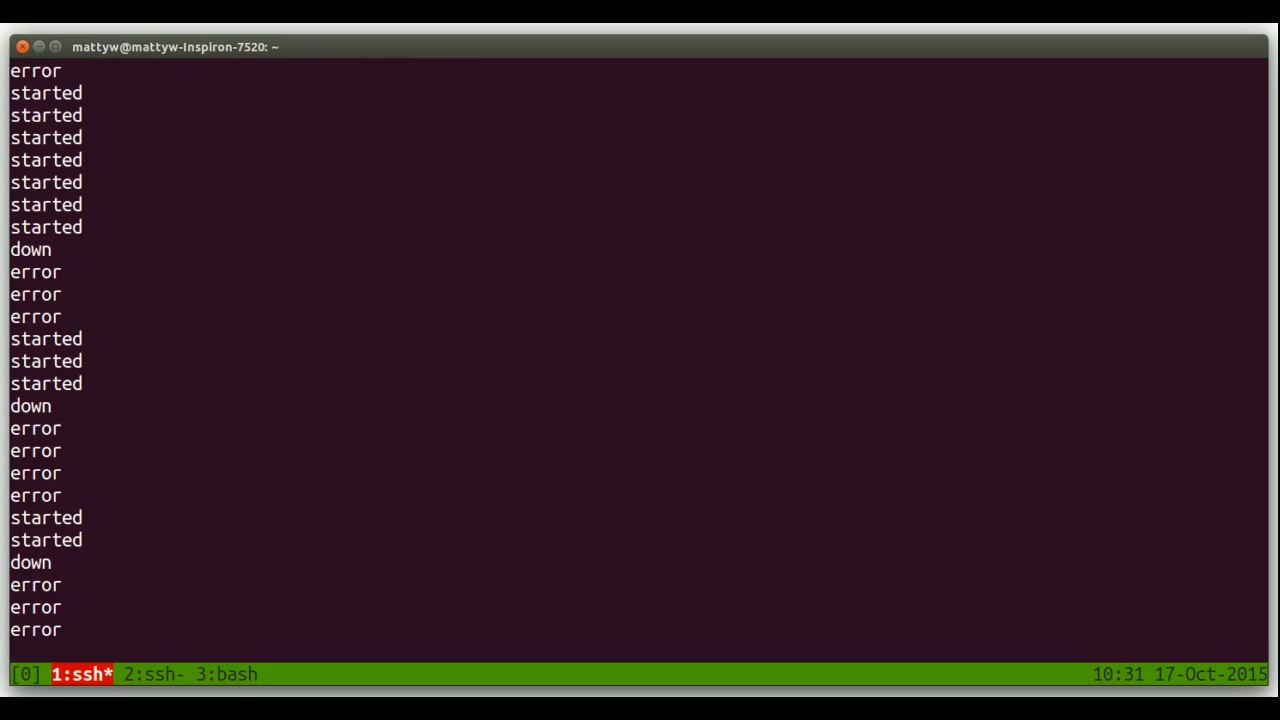 mattyw@mattyw-Inspiron-7520: ~
error
started
started
started
started
started
started
started
down
error
error
error
started
started
started
down
error
error
error
error
started
started
down
error
error
error
[0] 1:ssh* 2:ssh- 3:bash 10:31 17-Oct-2015